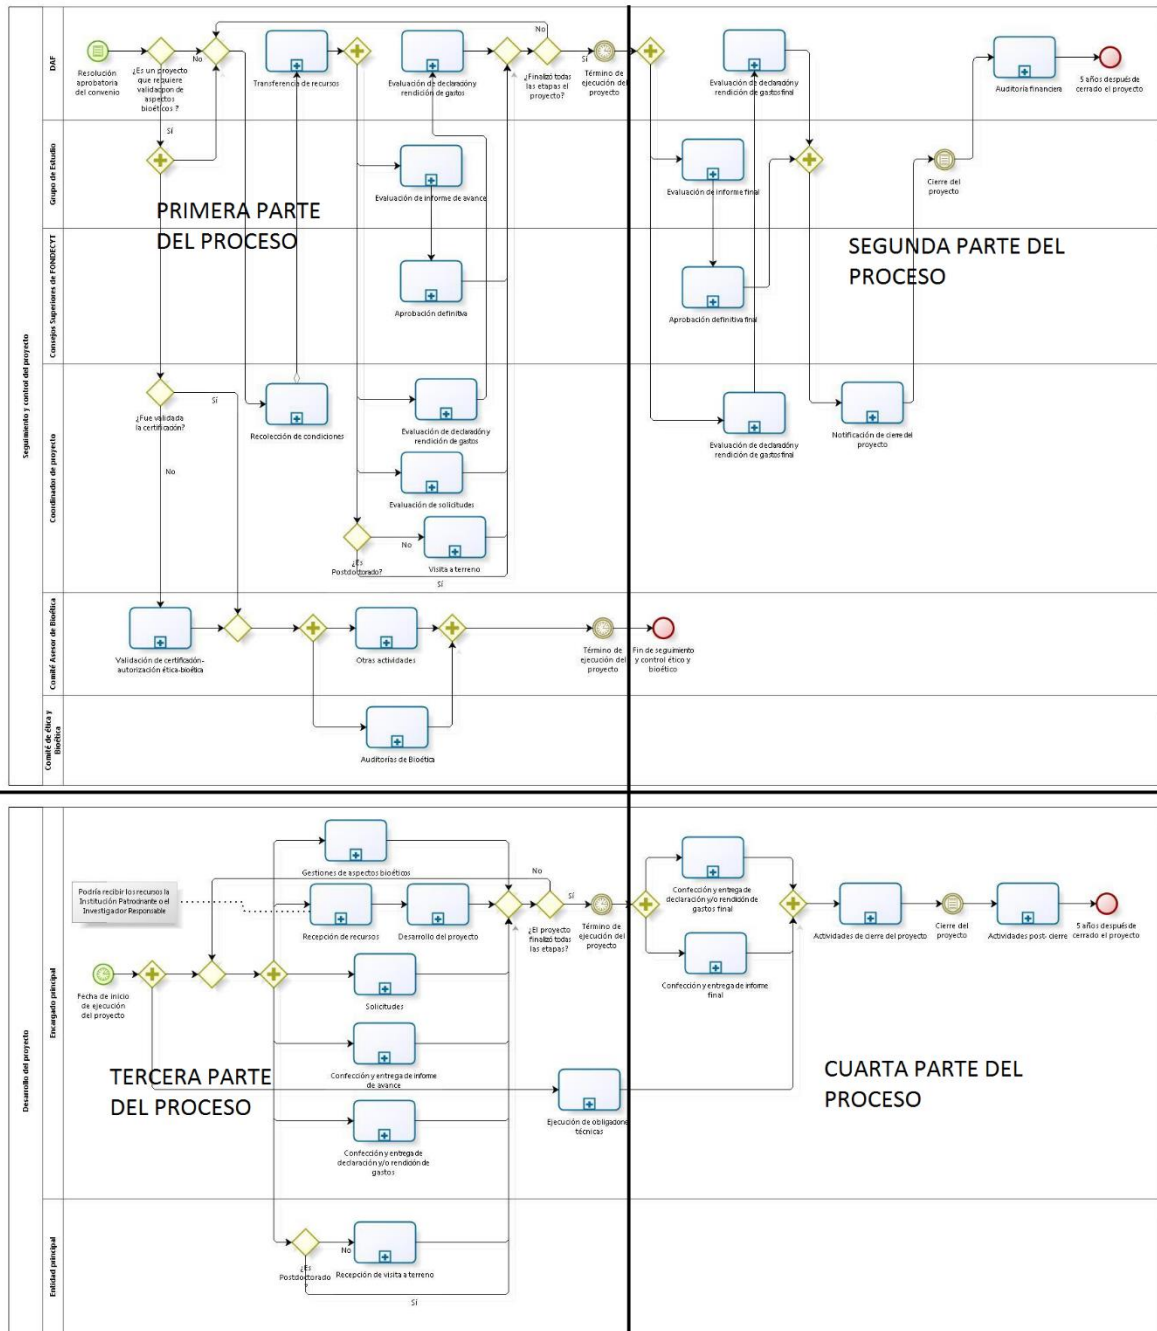 Seguimiento y control del proyecto
DAF
Resolución
aprobatoria
del convenio
¿Es un proyecto
que requiere
validación de
aspectos
bioéticos ?
No
Sí
Transferencia de recursos
Evaluación de declaración y
rendición de gastos
No
¿Finalizó todas
las etapas el
proyecto?
Sí
Término de
ejecución del
proyecto
Evaluación de declaración y
rendición de gastos final
Auditoría financiera
5 años después de
cerrado el proyecto
Grupo de Estudio
Evaluación de informe de avance
Evaluación de informe final
Cierre del
proyecto
PRIMERA PARTE
DEL PROCESO
SEGUNDA PARTE DEL
PROCESO
Consejos Superiores de FONDECYT
Aprobación definitiva
Aprobación definitiva final
Coordinador de proyecto
¿Fue validada
la certificación?
Sí
No
Recolección de condiciones
Evaluación de declaración y
rendición de gastos
Evaluación de solicitudes
¿Es
Postdoctorado?
No
Visita a terreno
Sí
Evaluación de declaración y
rendición de gastos final
Notificación de cierre del
proyecto
Comité Asesor de Bioética
Validación de certificación-
autorización ética-bioética
Otras actividades
Término de
ejecución del
proyecto
Fin de seguimiento
y control ético y
bioético
Comité de ética y
Bioética
Auditorías de Bioética
Desarrollo del proyecto
Encargado principal
Podría recibir los recursos la
Institución Patrocinante o el
Investigador Responsable
Gestiones de aspectos bioéticos
No
Recepción de recursos
Desarrollo del proyecto
¿El proyecto
finalizó todas
las etapas?
Sí
Término de
ejecución del
proyecto
Confección y entrega de
declaración y/o rendición de
gastos final
Actividades de cierre del proyecto
Cierre del
proyecto
Actividades post- cierre
5 años después de
cerrado el proyecto
Fecha de inicio
de ejecución
del proyecto
Solicitudes
Confección y entrega de informe
final
Confección y entrega de informe
de avance
TERCERA PARTE
DEL PROCESO
CUARTA PARTE DEL
PROCESO
Ejecución de obligaciones
técnicas
Confección y entrega de
declaración y/o rendición de
gastos
Entidad principal
¿Es
Postdoctorado
?
No
Recepción de visita a terreno
Sí